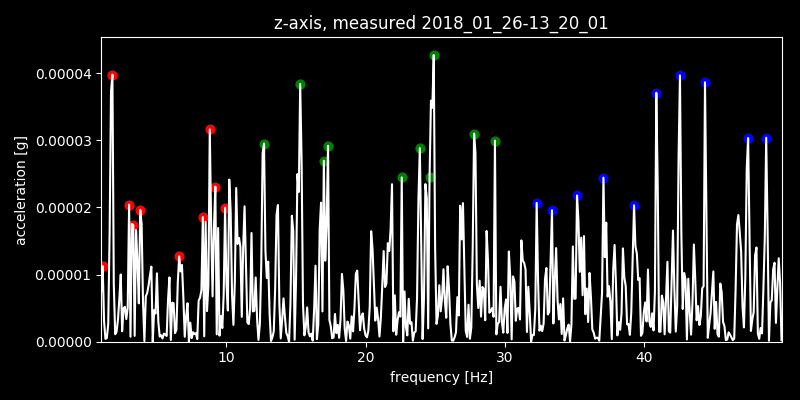 z-axis, measured 2018_01_26-13_20_01
0.00004
0.00003
0.00002
0.00001
0.00000
acceleration [g]
10 20 30 40
frequency [Hz]